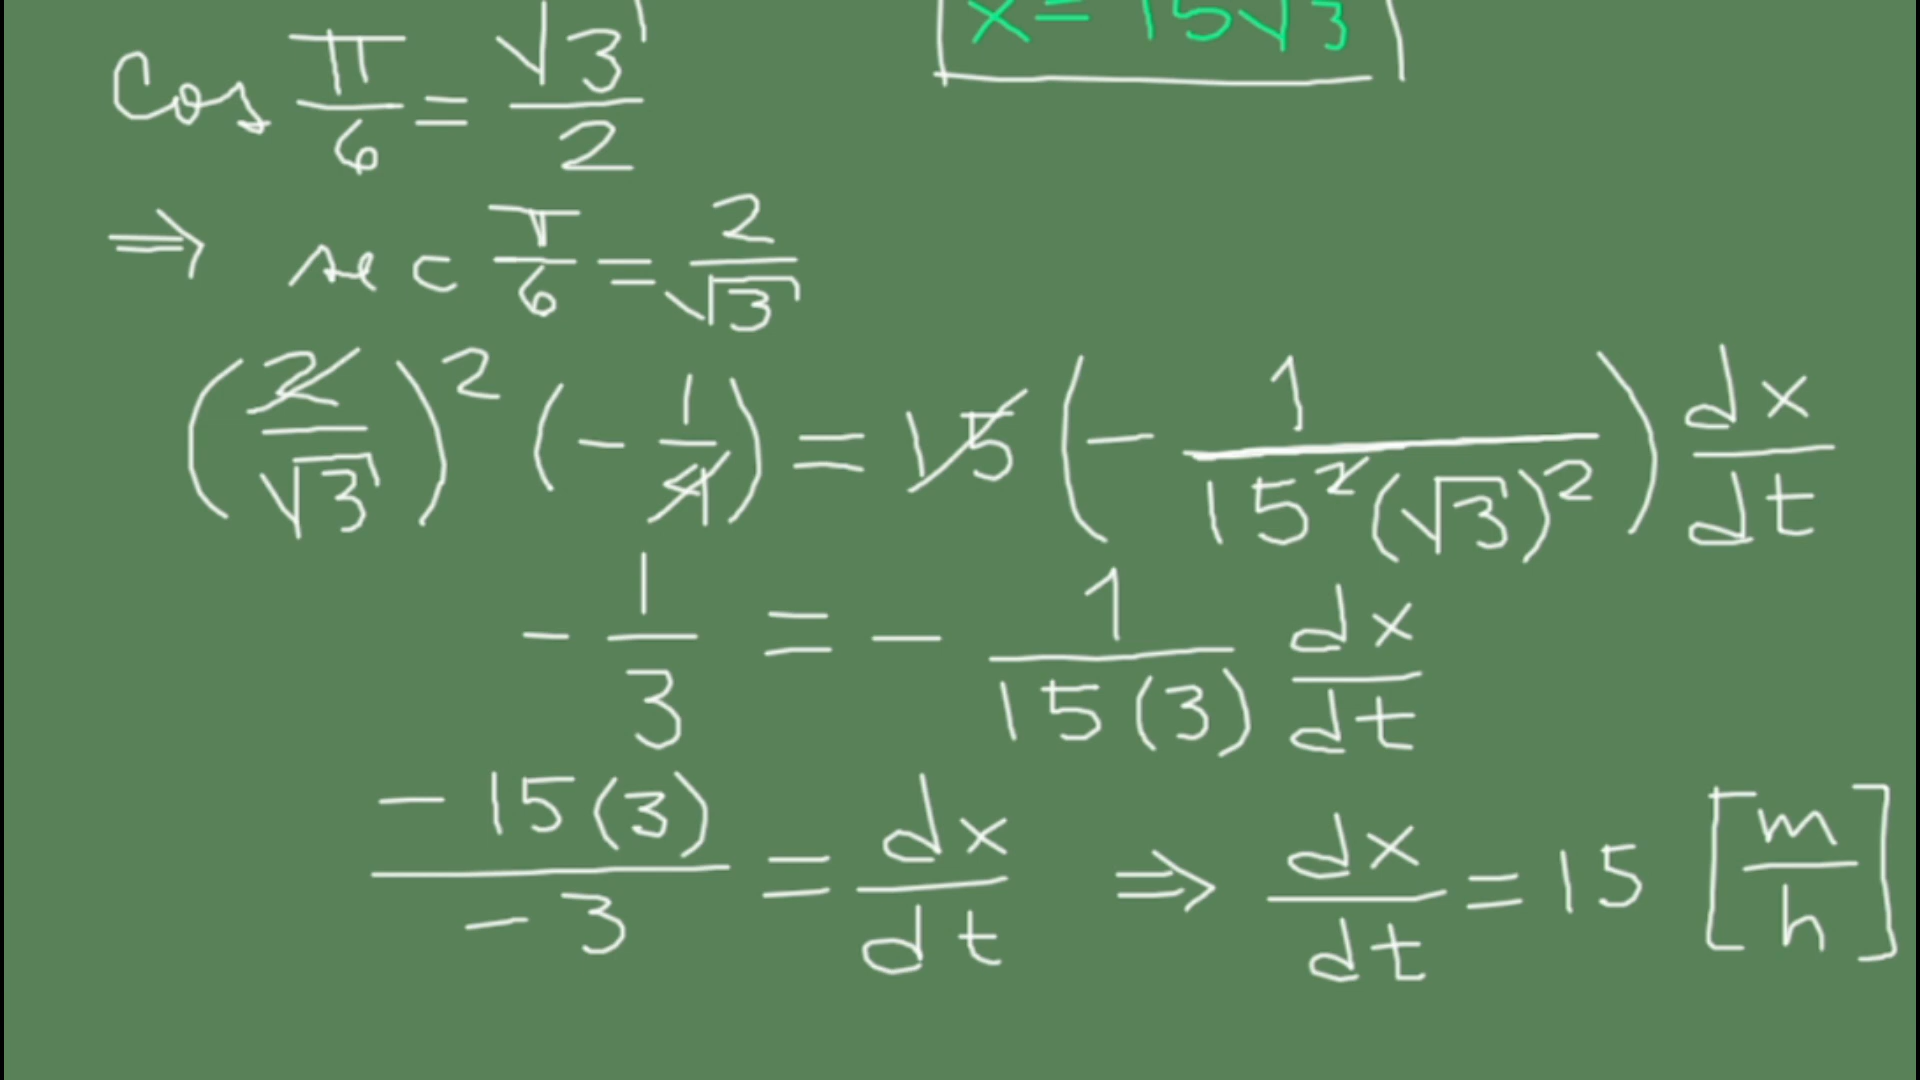 x = 15√3
cos π/6 = √3/2
⇒ sec π/6 = 2/√3
(2/√3)² (-1/4) = 15 (-1/(15²(√3)²)) dx/dt
-1/3 = -1/(15(3)) dx/dt
-15(3)/-3 = dx/dt ⇒ dx/dt = 15 [m/h]